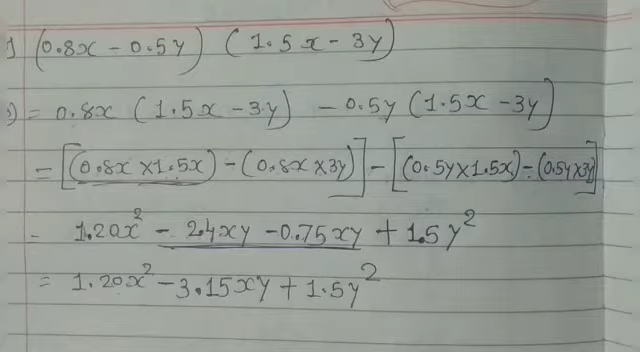 1) (0.8x - 0.5y) (1.5x - 3y)
= 0.8x (1.5x - 3y) - 0.5y (1.5x - 3y)
= [(0.8x × 1.5x) - (0.8x × 3y)] - [(0.5y × 1.5x) - (0.5y × 3y)]
- 1.20x² - 2.4xy - 0.75xy + 1.5y²
= 1.20x² - 3.15xy + 1.5y²